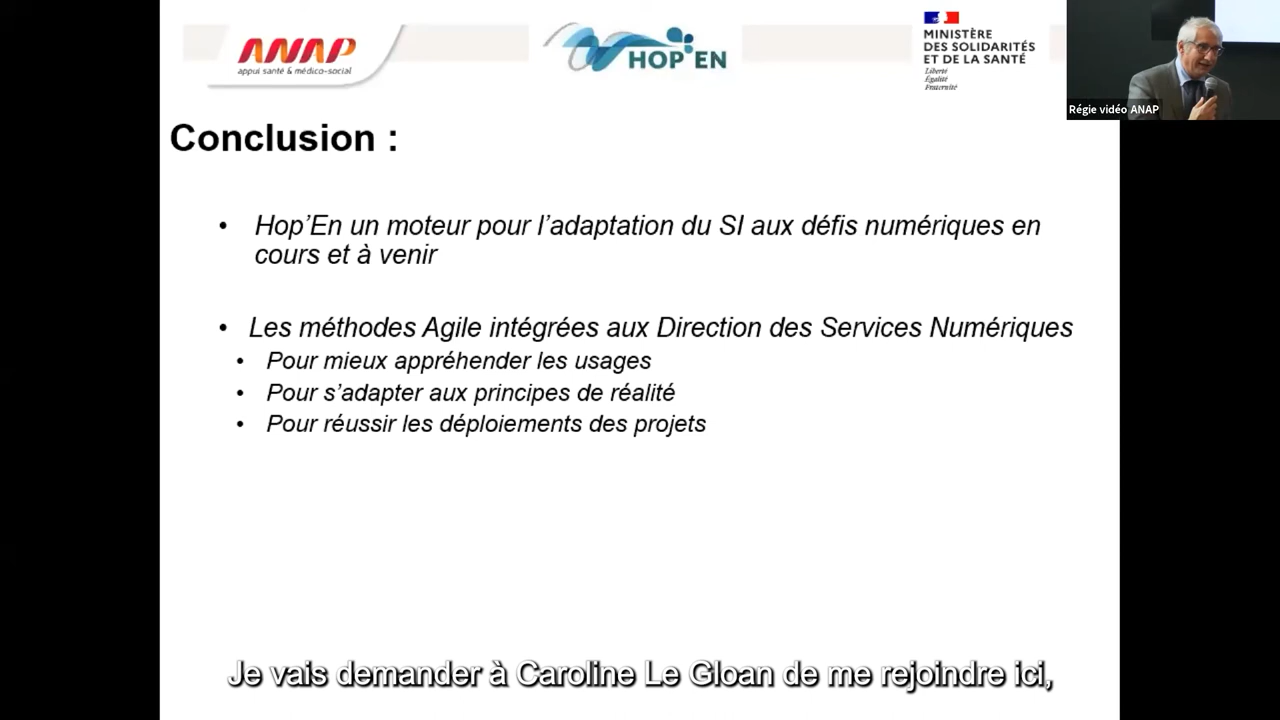 ANAP
appui santé & médico-social
HOP'EN
MINISTÈRE
DES SOLIDARITÉS
ET DE LA SANTÉ
Liberté
Égalité
Fraternité
Régie vidéo ANAP
Conclusion :
• Hop’En un moteur pour l’adaptation du SI aux défis numériques en
cours et à venir
• Les méthodes Agile intégrées aux Direction des Services Numériques
• Pour mieux appréhender les usages
• Pour s’adapter aux principes de réalité
• Pour réussir les déploiements des projets
Je vais demander à Caroline Le Gloan de me rejoindre ici,